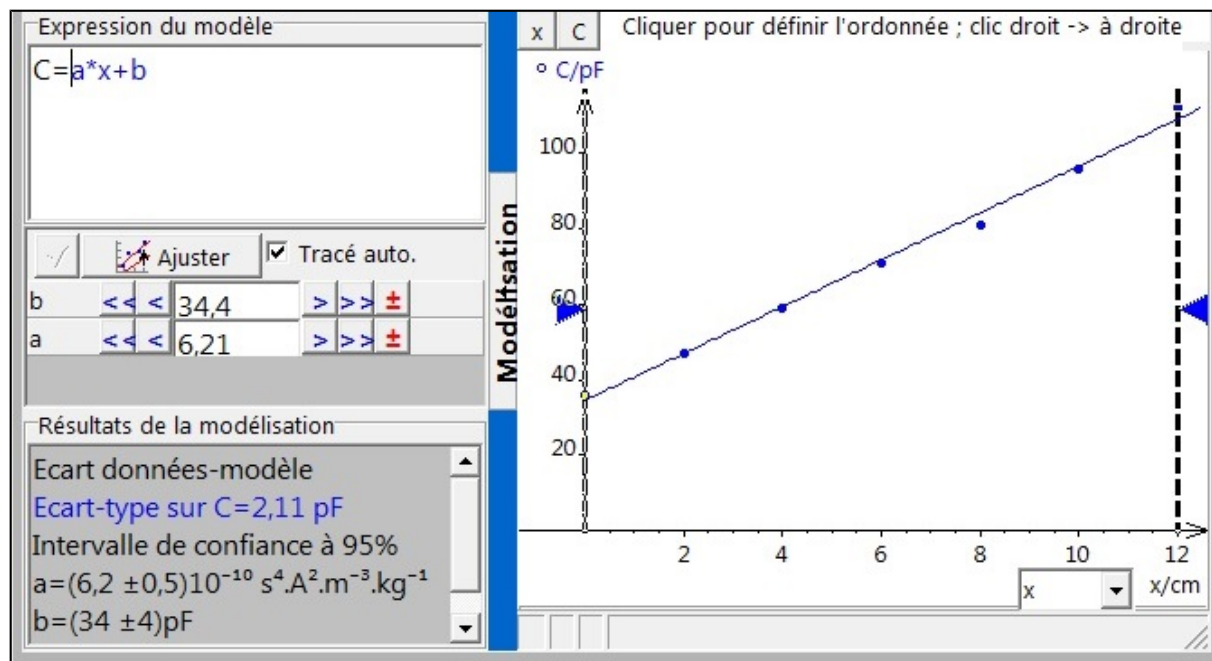 Expression du modèle
C=a*x+b
Ajuster
Tracé auto.
b << < 34,4 > >> ±
a << < 6,21 > >> ±
Résultats de la modélisation
Ecart données-modèle
Ecart-type sur C=2,11 pF
Intervalle de confiance à 95%
a=(6,2 ±0,5)10⁻¹⁰ s⁴.A².m⁻³.kg⁻¹
b=(34 ±4)pF
Modélisation
x C Cliquer pour définir l'ordonnée ; clic droit -> à droite
C/pF
100
80
60
40
20
2 4 6 8 10 12
x x/cm